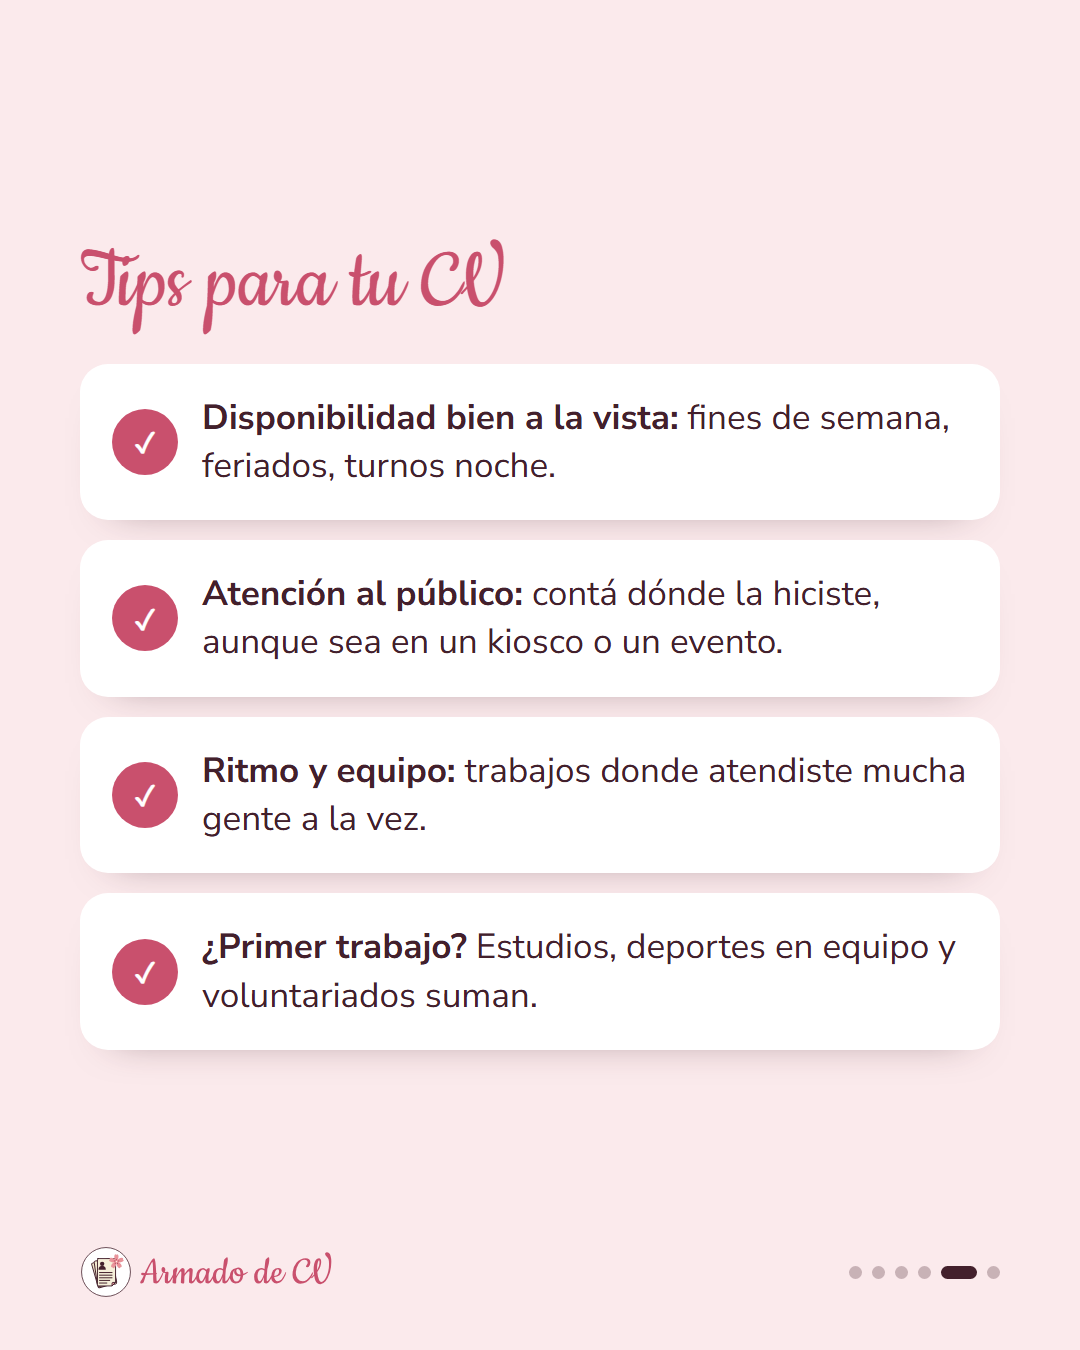 Tips para tu CV
Disponibilidad bien a la vista: fines de semana,
feriados, turnos noche.
Atención al público: contá dónde la hiciste,
aunque sea en un kiosco o un evento.
Ritmo y equipo: trabajos donde atendiste mucha
gente a la vez.
¿Primer trabajo? Estudios, deportes en equipo y
voluntariados suman.
Armado de CV